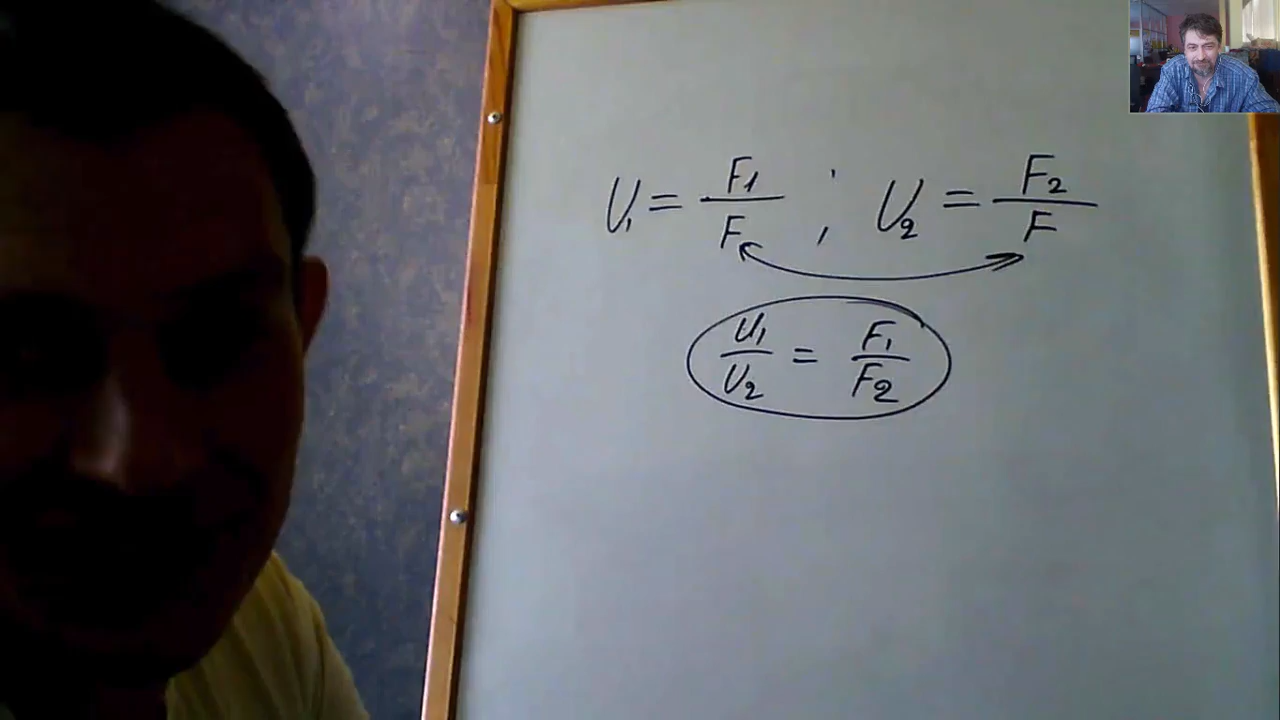 U₁ = F1/F ; U₂ = F₂/F
U₁/U₂ = F₁/F₂